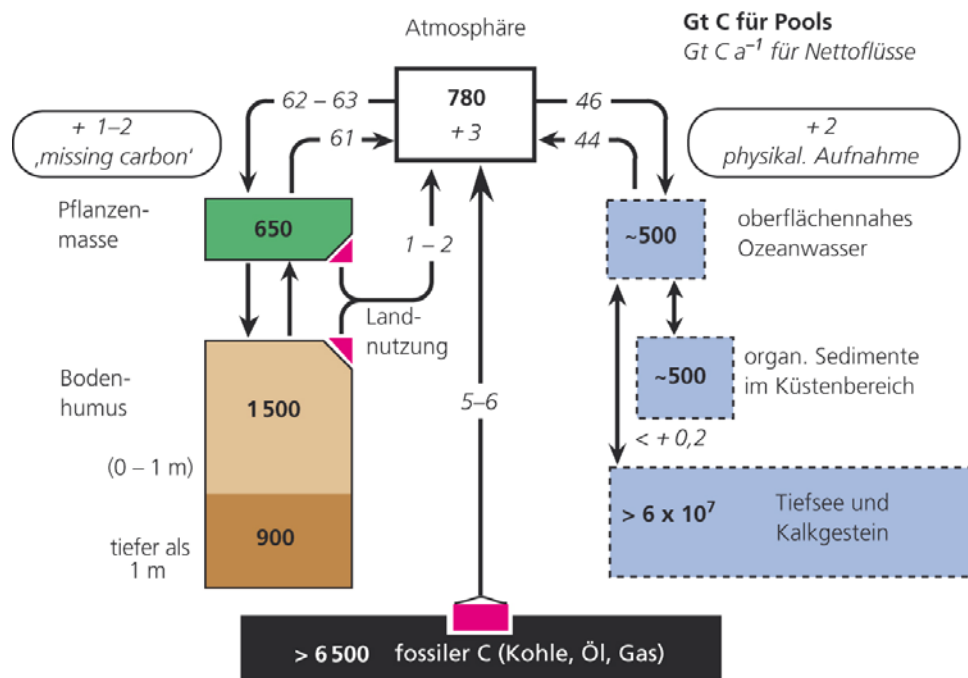 Atmosphäre
Gt C für Pools
Gt C a⁻¹ für Nettoflüsse
780
+ 3
62 – 63
61
46
44
+ 1–2
‚missing carbon‘
+ 2
physikal. Aufnahme
Pflanzen-
masse
650
1 – 2
Land-
nutzung
~500
oberflächennahes
Ozeanwasser
Boden-
humus
1 500
(0 – 1 m)
5–6
~500
organ. Sedimente
im Küstenbereich
< + 0,2
900
tiefer als
1 m
> 6 x 10⁷
Tiefsee und
Kalkgestein
> 6 500 fossiler C (Kohle, Öl, Gas)